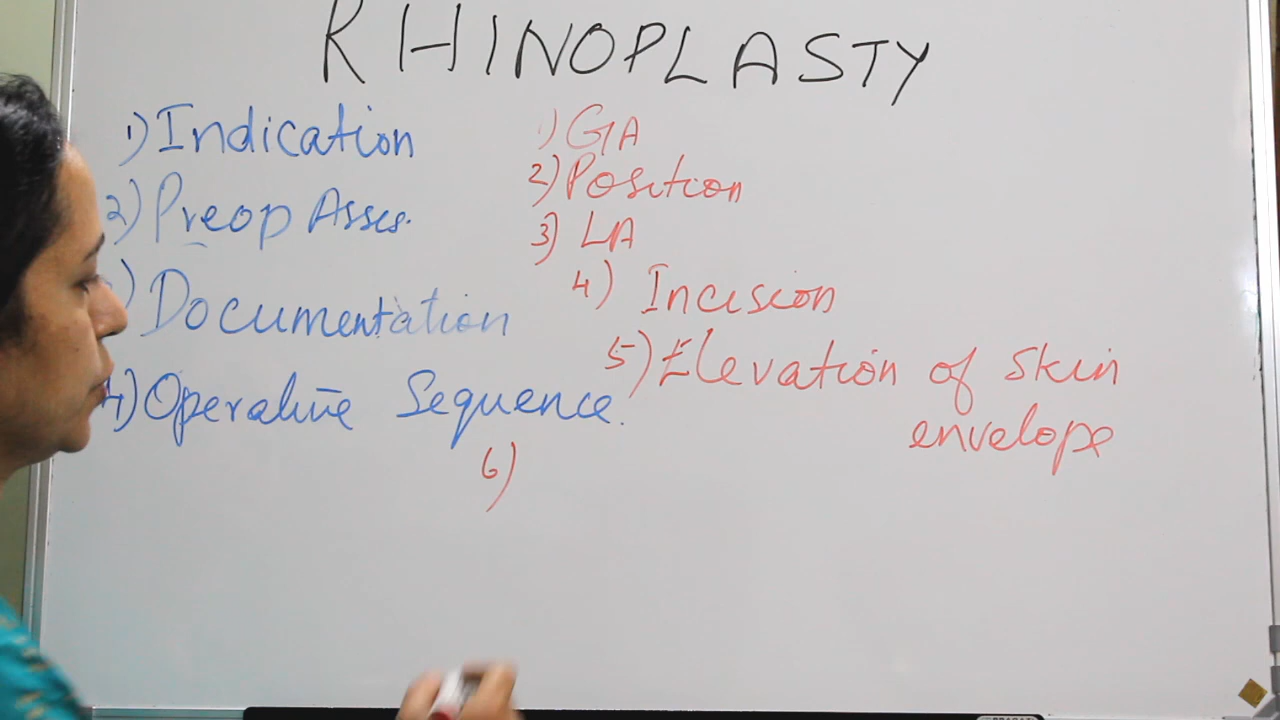 RHINOPLASTY
1) Indication
2) Preop Asses.
) Documentation
4) Operative Sequence.
1) GA
2) Position
3) LA
4) Incision
5) Elevation of skin
envelope
6)